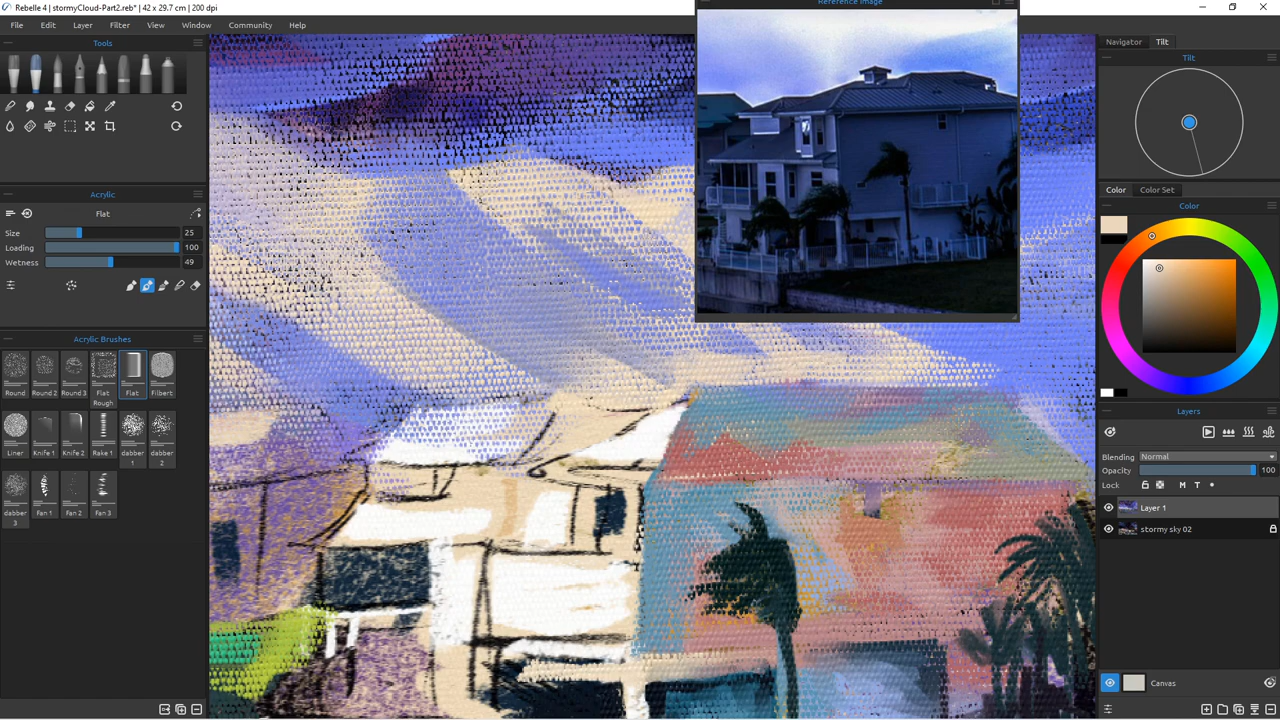 Rebelle 4 | stormyCloud-Part2.reb* | 42 x 29.7 cm | 200 dpi
File Edit Layer Filter View Window Community Help
Tools
Reference Image
Navigator Tilt
Tilt
Acrylic
Flat
Size 25
Loading 100
Wetness 49
Color Color Set
Color
Acrylic Brushes
Round Round 2 Round 3 Flat Rough Flat Filbert
Liner Knife 1 Knife 2 Rake 1 dabber 1 dabber 2
dabber 3 Fan 1 Fan 2 Fan 3
Layers
Blending Normal
Opacity 100
Lock M T
Layer 1
stormy sky 02
Canvas